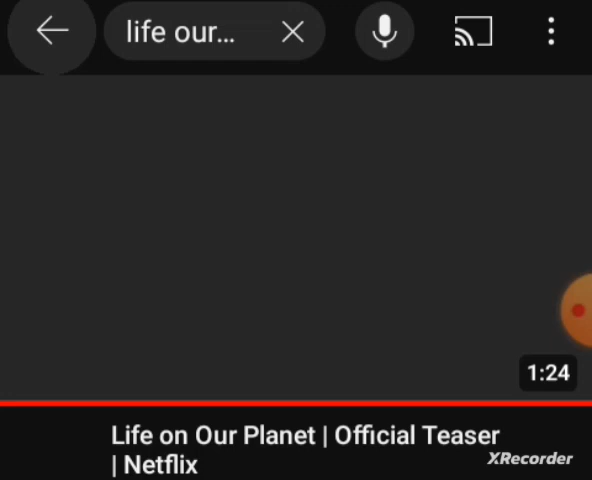 life our...
1:24
Life on Our Planet | Official Teaser
| Netflix
XRecorder